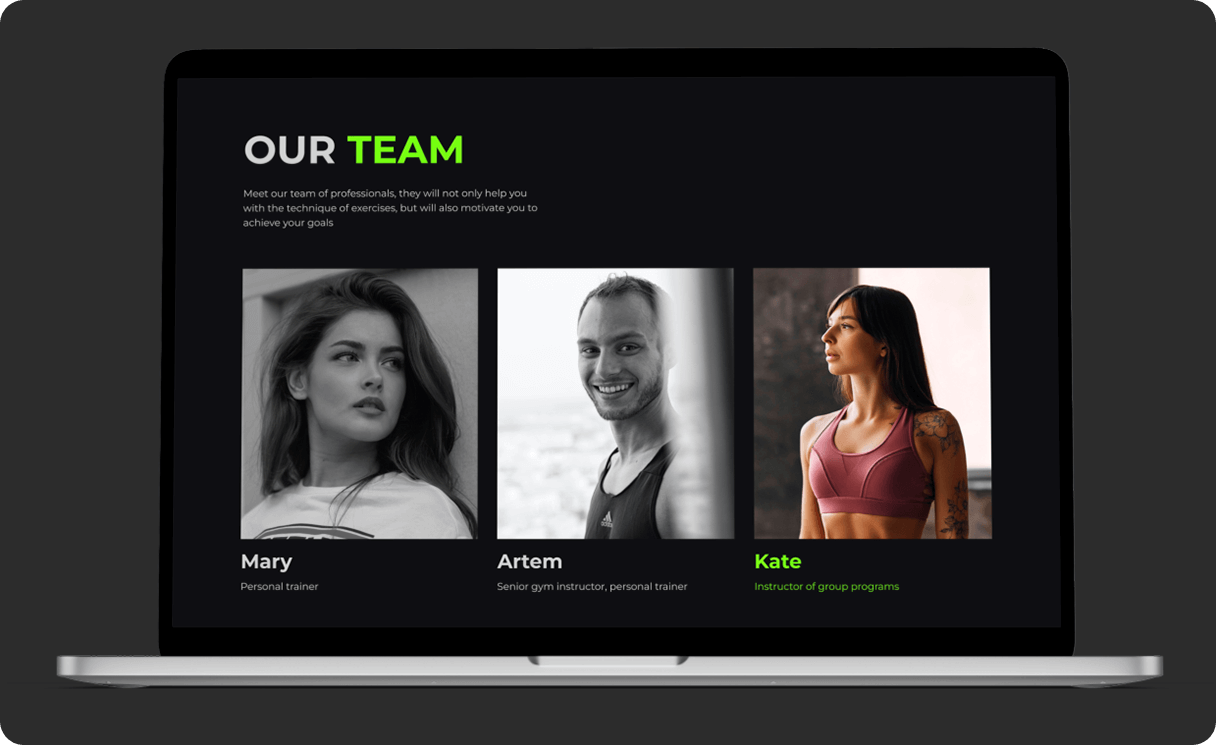 OUR TEAM
Meet our team of professionals, they will not only help you
with the technique of exercises, but will also motivate you to
achieve your goals
Mary
Artem
Kate
Personal trainer
Senior gym instructor, personal trainer
Instructor of group programs